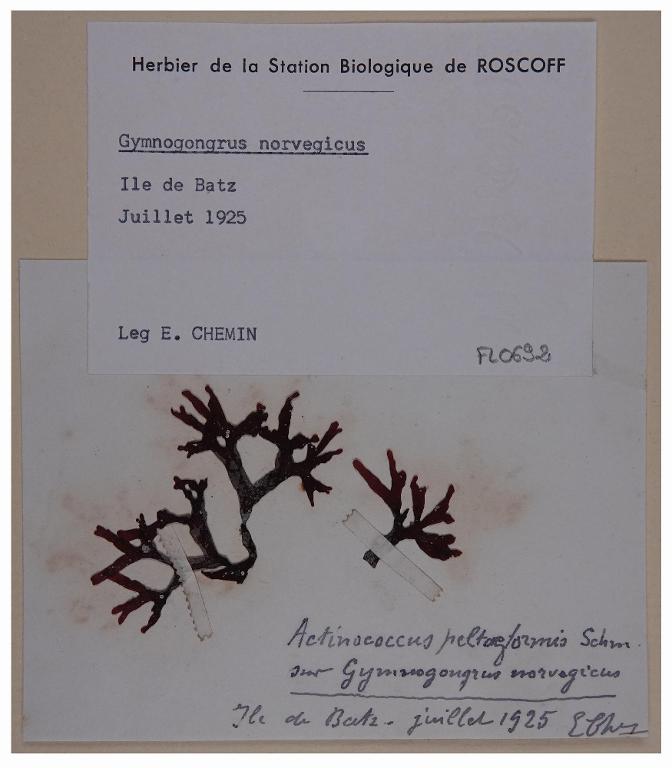 Herbier de la Station Biologique de ROSCOFF
Gymnogongrus norvegicus
Ile de Batz
Juillet 1925
Leg E. CHEMIN
FL0692
Actinococcus peltaeformis Schm.
sur Gymnogongrus norvegicus
Ile de Batz - juillet 1925